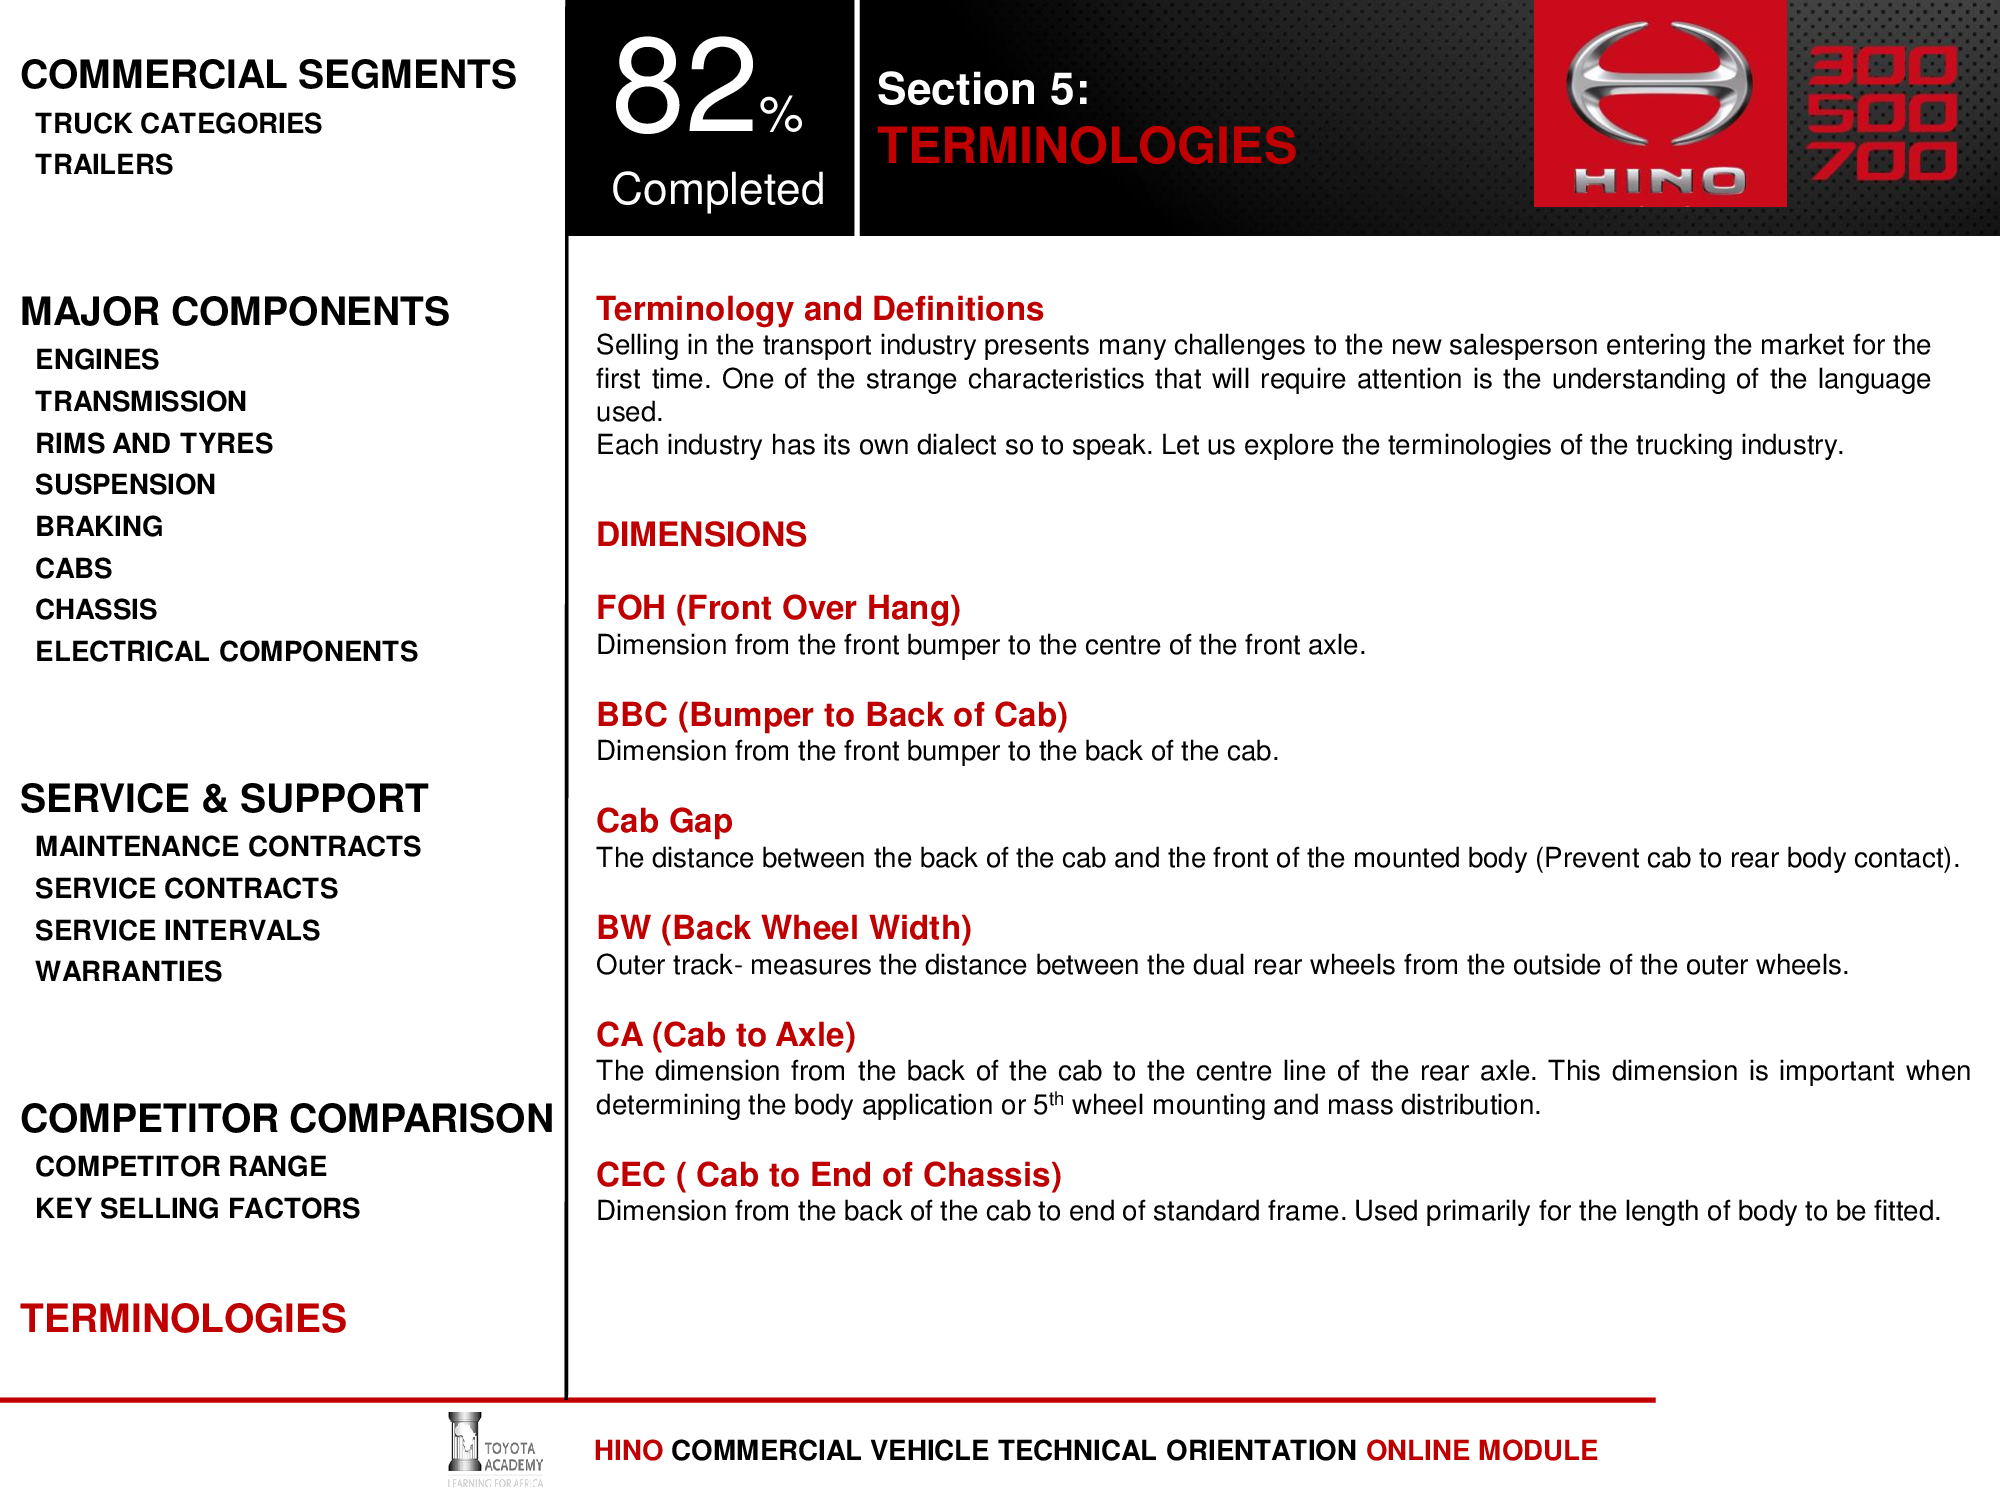 COMMERCIAL SEGMENTS
TRUCK CATEGORIES
TRAILERS
MAJOR COMPONENTS
ENGINES
TRANSMISSION
RIMS AND TYRES
SUSPENSION
BRAKING
CABS
CHASSIS
ELECTRICAL COMPONENTS
SERVICE & SUPPORT
MAINTENANCE CONTRACTS
SERVICE CONTRACTS
SERVICE INTERVALS
WARRANTIES
COMPETITOR COMPARISON
COMPETITOR RANGE
KEY SELLING FACTORS
TERMINOLOGIES
82%
Completed
Section 5:
TERMINOLOGIES
HINO
300
500
700
Terminology and Definitions
Selling in the transport industry presents many challenges to the new salesperson entering the market for the
first time. One of the strange characteristics that will require attention is the understanding of the language
used.
Each industry has its own dialect so to speak. Let us explore the terminologies of the trucking industry.
DIMENSIONS
FOH (Front Over Hang)
Dimension from the front bumper to the centre of the front axle.
BBC (Bumper to Back of Cab)
Dimension from the front bumper to the back of the cab.
Cab Gap
The distance between the back of the cab and the front of the mounted body (Prevent cab to rear body contact).
BW (Back Wheel Width)
Outer track- measures the distance between the dual rear wheels from the outside of the outer wheels.
CA (Cab to Axle)
The dimension from the back of the cab to the centre line of the rear axle. This dimension is important when
determining the body application or 5th wheel mounting and mass distribution.
CEC ( Cab to End of Chassis)
Dimension from the back of the cab to end of standard frame. Used primarily for the length of body to be fitted.
TOYOTA
ACADEMY
LEARNING FOR AFRICA
HINO COMMERCIAL VEHICLE TECHNICAL ORIENTATION ONLINE MODULE